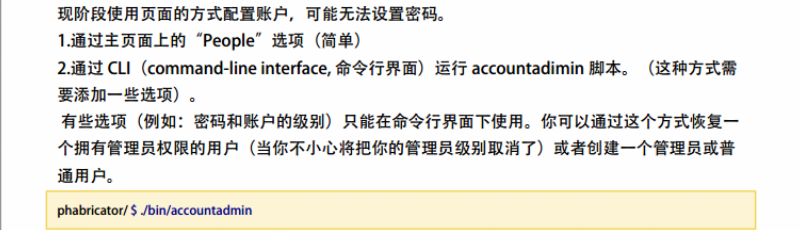 现阶段使用页面的方式配置账户，可能无法设置密码。
1.通过主页面上的“People”选项（简单）
2.通过 CLI（command-line interface, 命令行界面）运行 accountadimin 脚本。（这种方式需
要添加一些选项）。
有些选项（例如：密码和账户的级别）只能在命令行界面下使用。你可以通过这个方式恢复一
个拥有管理员权限的用户（当你不小心将把你的管理员级别取消了）或者创建一个管理员或普
通用户。
phabricator/ $ ./bin/accountadmin